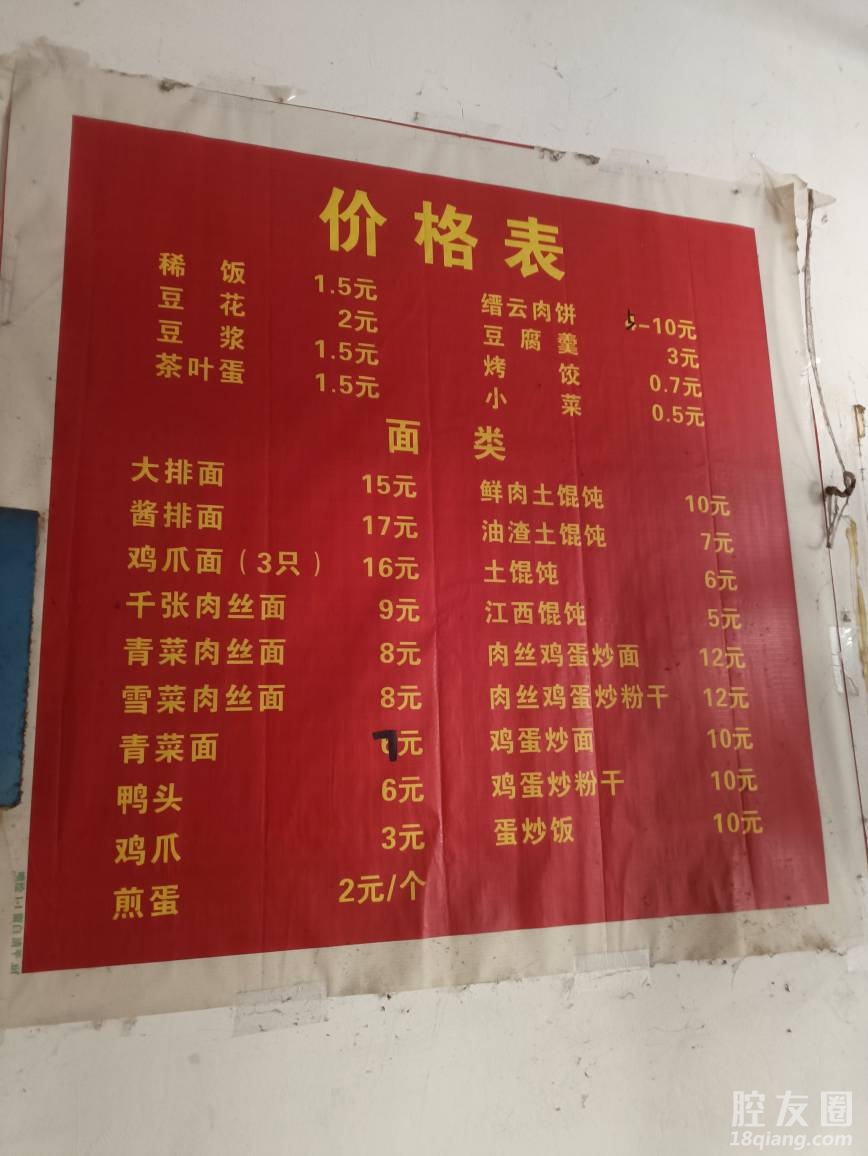 价格表
稀饭 1.5元
豆花 2元
豆浆 1.5元
茶叶蛋 1.5元
缙云肉饼 -10元
豆腐羹 3元
烤饺 0.7元
小菜 0.5元
面类
大排面 15元
酱排面 17元
鸡爪面（3只） 16元
千张肉丝面 9元
青菜肉丝面 8元
雪菜肉丝面 8元
青菜面 7元
鸭头 6元
鸡爪 3元
煎蛋 2元/个
鲜肉土馄饨 10元
油渣土馄饨 7元
土馄饨 6元
江西馄饨 5元
肉丝鸡蛋炒面 12元
肉丝鸡蛋炒粉干 12元
鸡蛋炒面 10元
鸡蛋炒粉干 10元
蛋炒饭 10元
腔友圈
18qiang.com